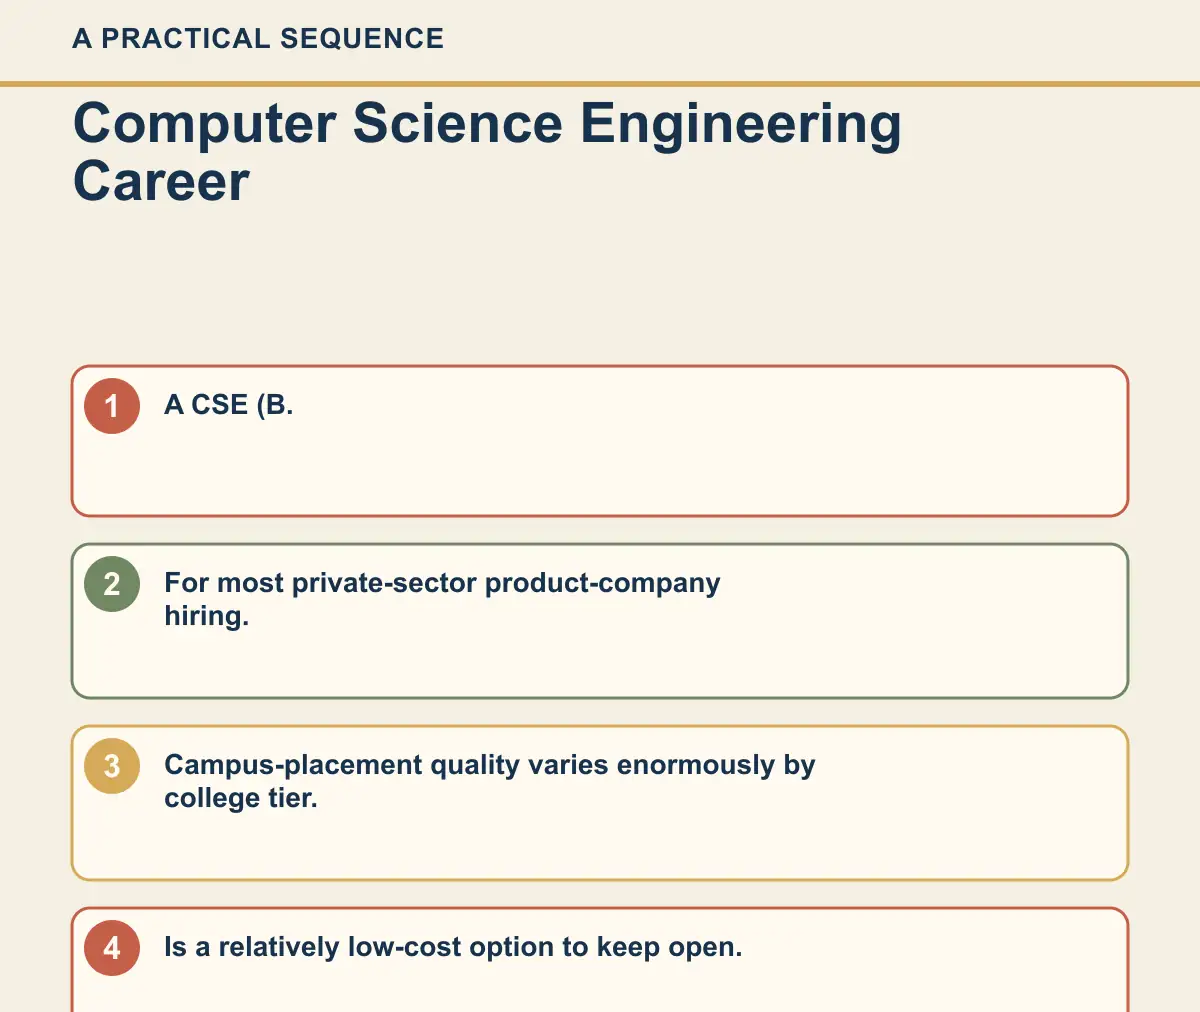 A PRACTICAL SEQUENCE
Computer Science Engineering
Career
1
A CSE (B.
2
For most private-sector product-company
hiring.
3
Campus-placement quality varies enormously by
college tier.
4
Is a relatively low-cost option to keep open.